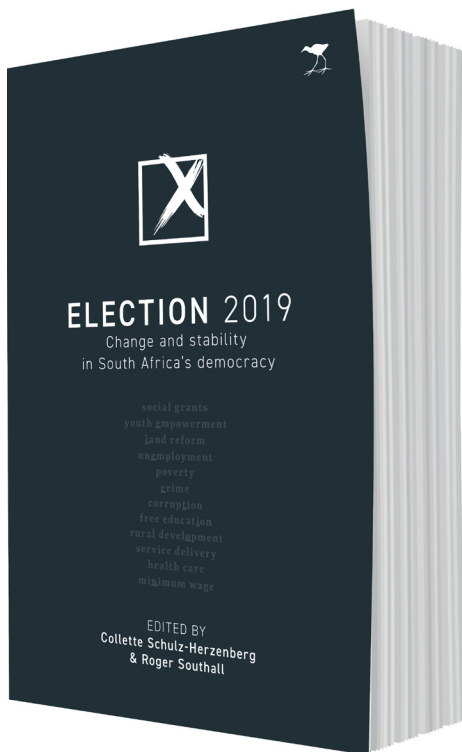 X
ELECTION 2019
Change and stability
in South Africa's democracy
social grants
youth empowerment
land reform
unemployment
poverty
crime
corruption
free education
rural develnpment
service delivery
health care
minimum wage
EDITED BY
Collette Schulz-Herzenberg
& Roger Southall